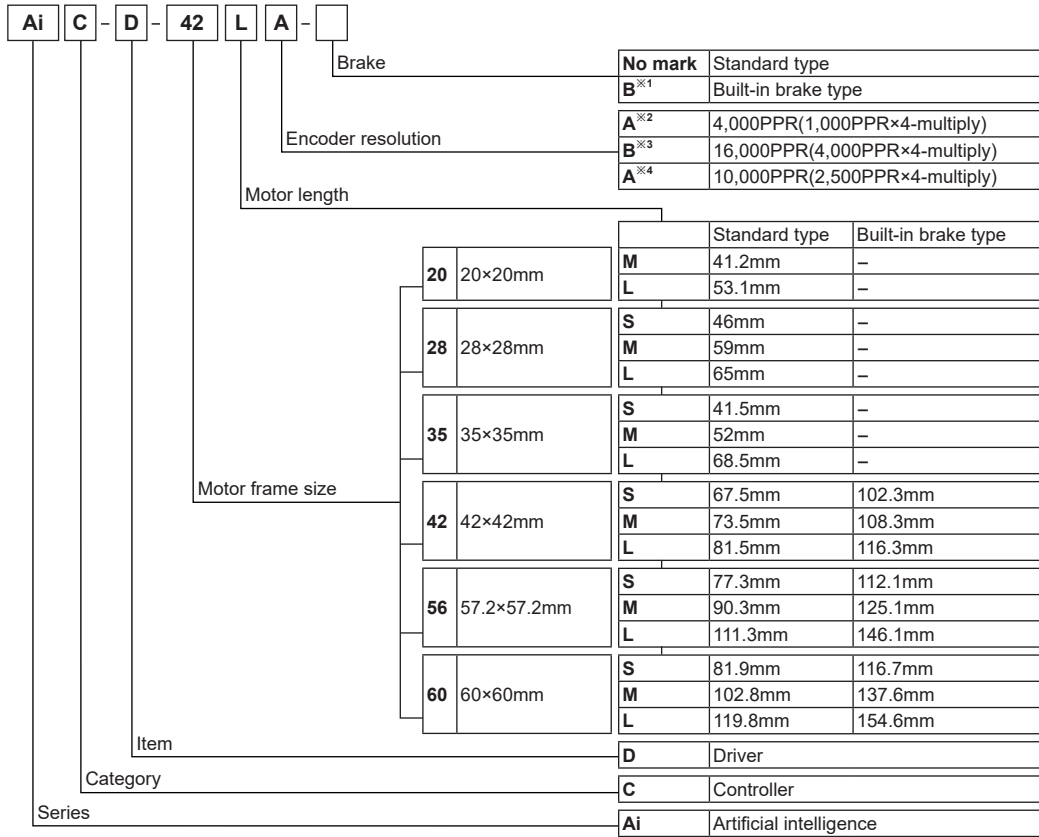 Ai C - D - 42 L A -
Brake
No mark Standard type
B※1 Built-in brake type
Encoder resolution
A※2 4,000PPR(1,000PPR×4-multiply)
B※3 16,000PPR(4,000PPR×4-multiply)
A※4 10,000PPR(2,500PPR×4-multiply)
Motor length
Standard type Built-in brake type
20 20×20mm
M 41.2mm –
L 53.1mm –
28 28×28mm
S 46mm –
M 59mm –
L 65mm –
35 35×35mm
S 41.5mm –
M 52mm –
L 68.5mm –
Motor frame size
42 42×42mm
S 67.5mm 102.3mm
M 73.5mm 108.3mm
L 81.5mm 116.3mm
56 57.2×57.2mm
S 77.3mm 112.1mm
M 90.3mm 125.1mm
L 111.3mm 146.1mm
60 60×60mm
S 81.9mm 116.7mm
M 102.8mm 137.6mm
L 119.8mm 154.6mm
Item
D Driver
Category
C Controller
Series
Ai Artificial intelligence